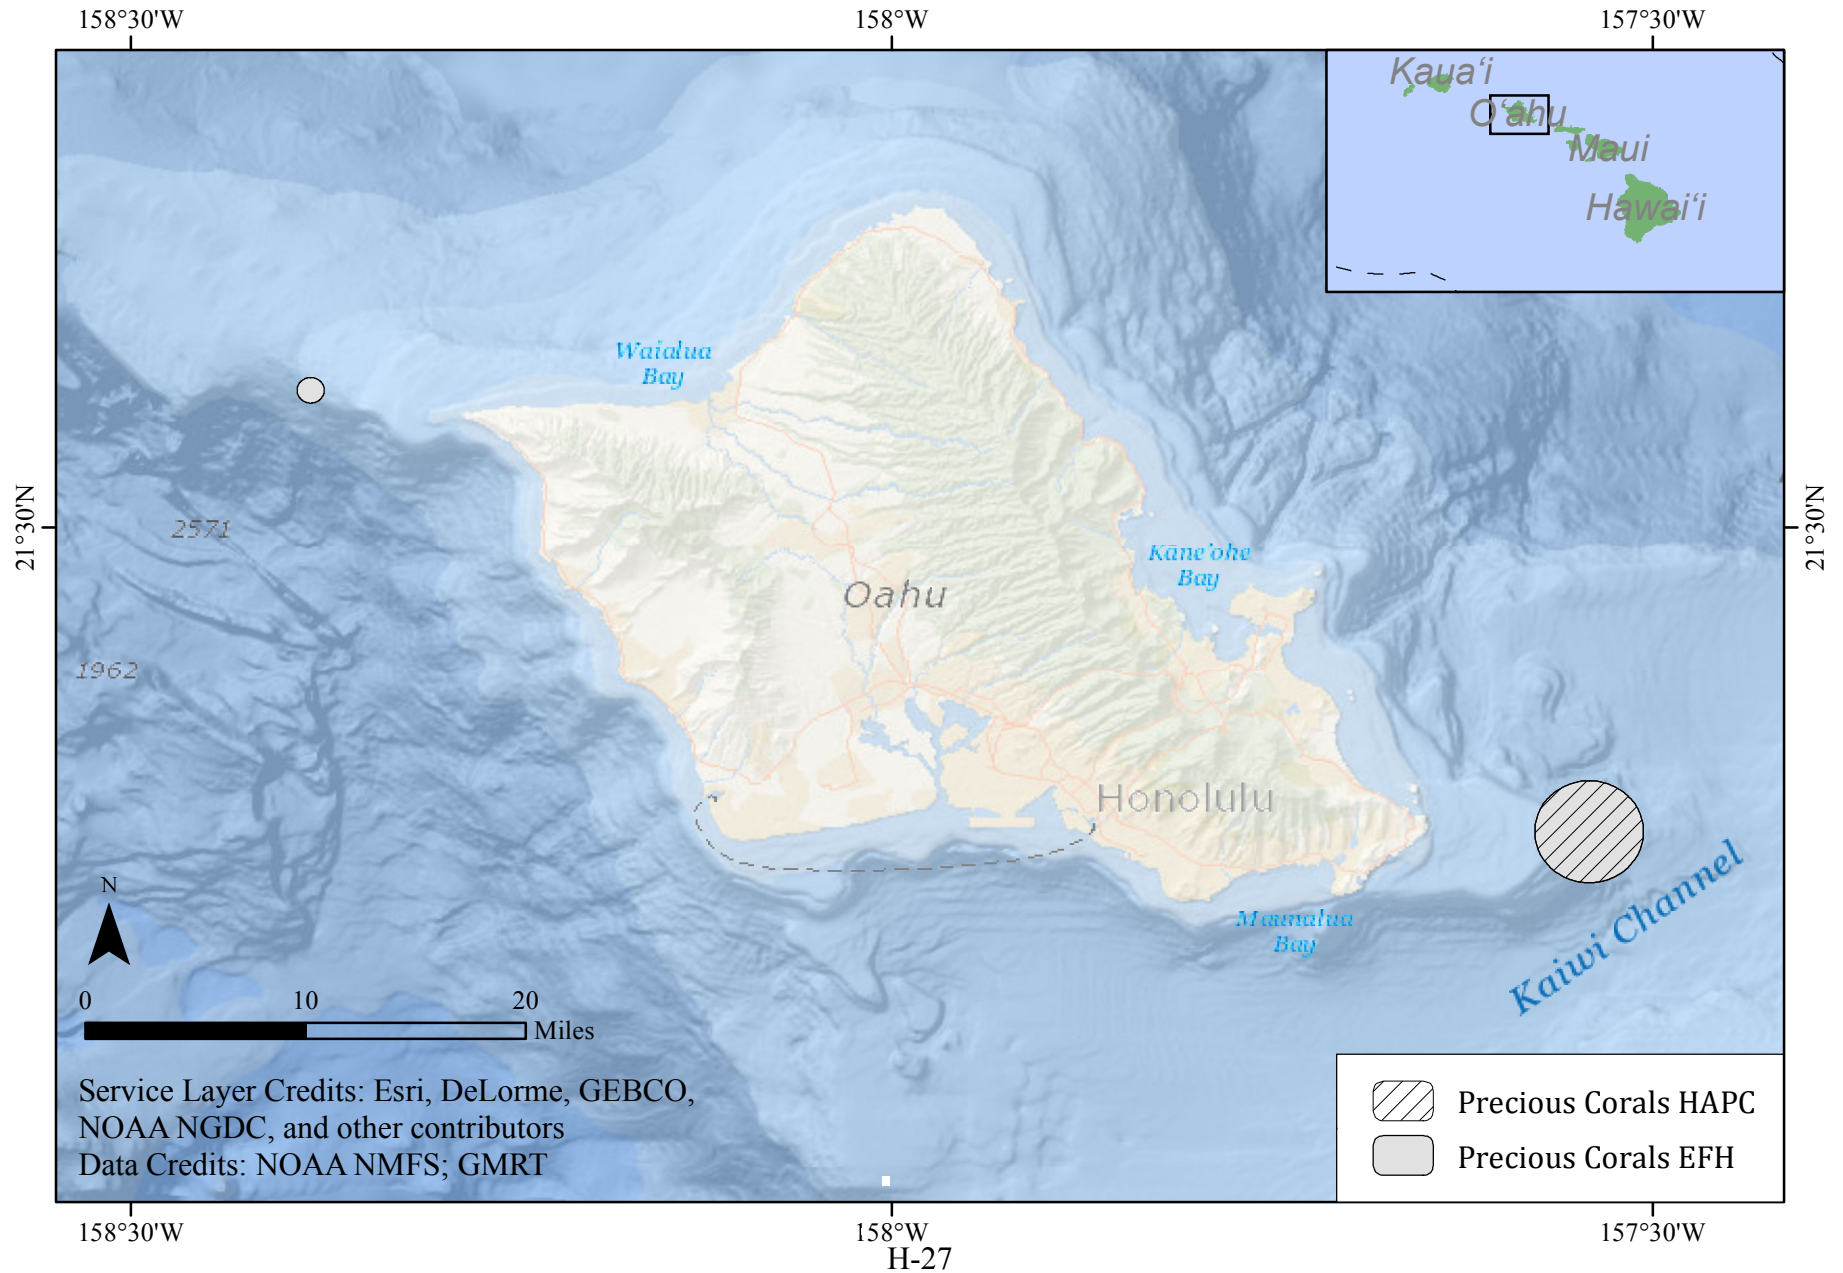 158°30'W 158°W 157°30'W
Kaua‘i
O‘ahu
Maui
Hawai‘i
Waialua
Bay
21°30'N
21°30'N
2571
Kāne'ohe
Bay
Oahu
1962
Honolulu
N
Maunalua
Bay
Kaiwi Channel
0 10 20
Miles
Service Layer Credits: Esri, DeLorme, GEBCO,
NOAA NGDC, and other contributors
Data Credits: NOAA NMFS; GMRT
Precious Corals HAPC
Precious Corals EFH
158°30'W 158°W 157°30'W
H-27